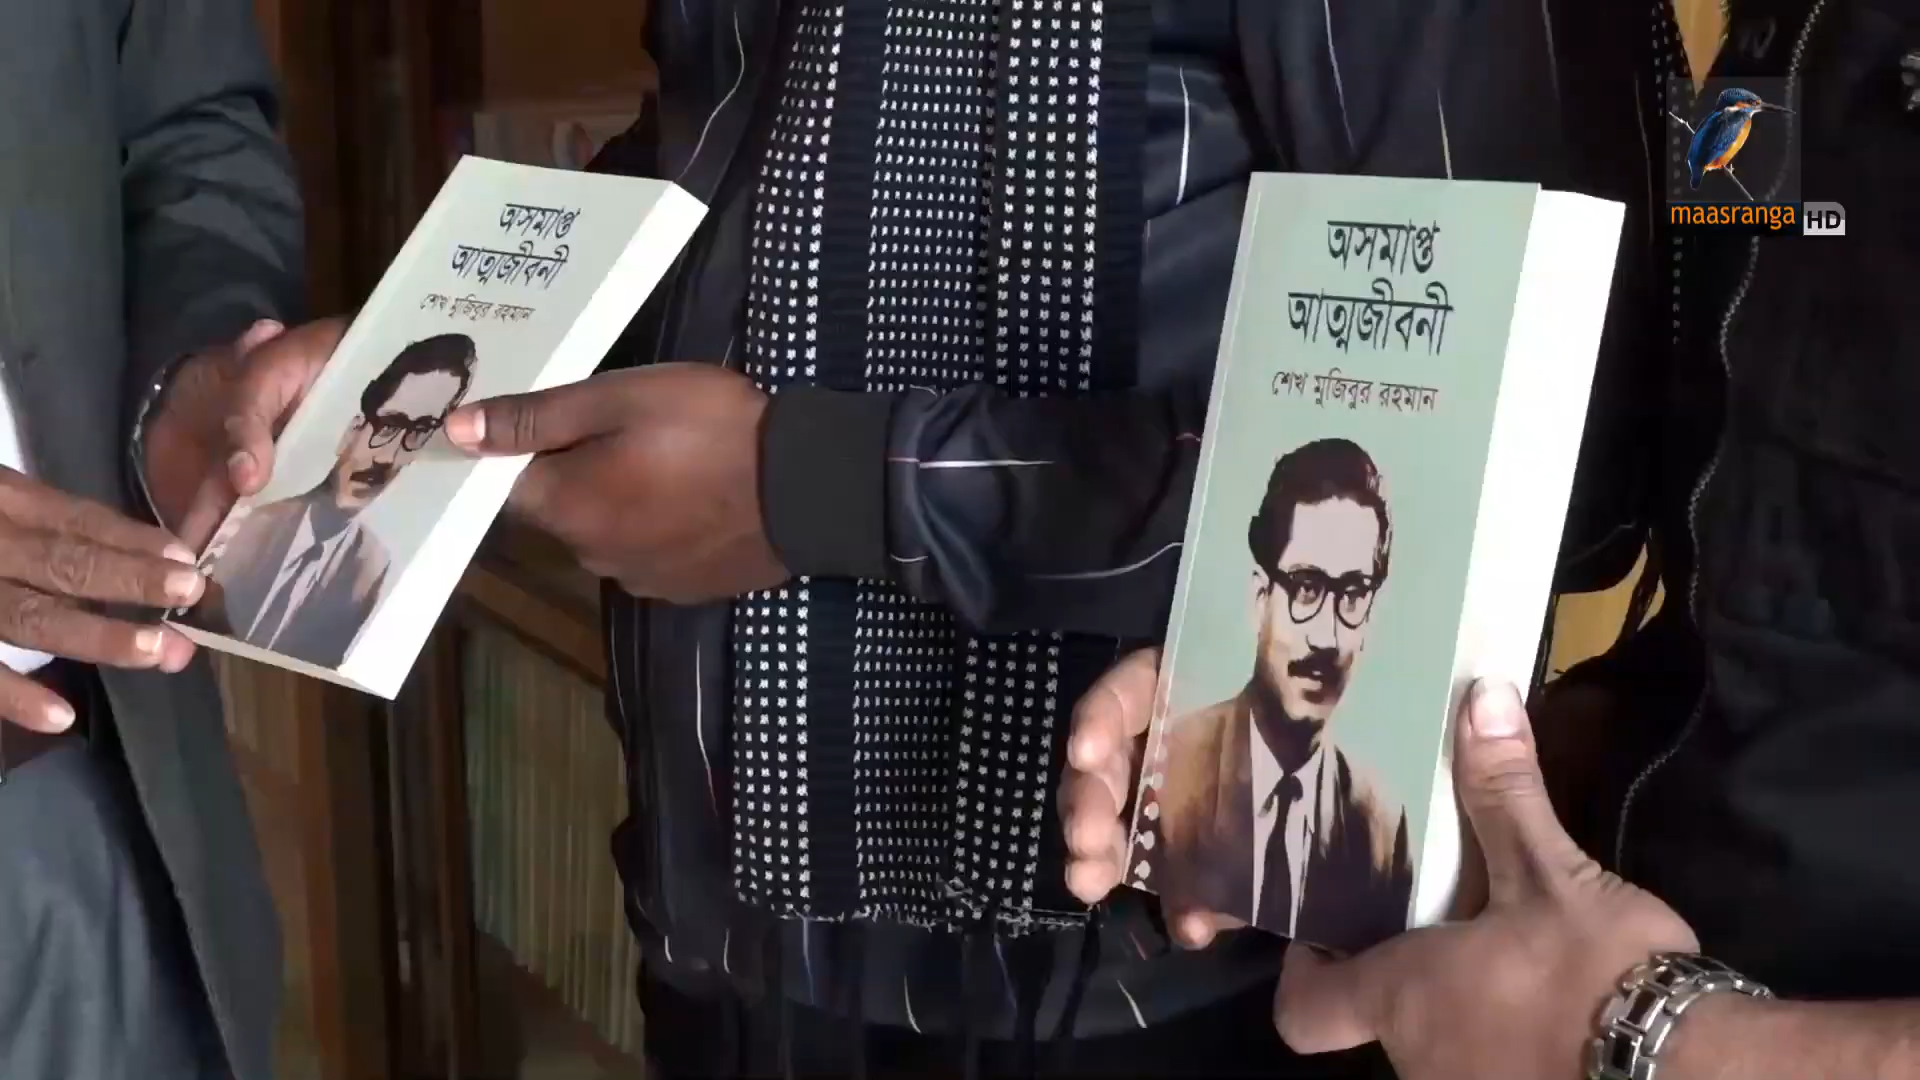 অসমাপ্ত
আত্মজীবনী
শেখ মুজিবুর রহমান
অসমাপ্ত
আত্মজীবনী
শেখ মুজিবুর রহমান
maasranga HD